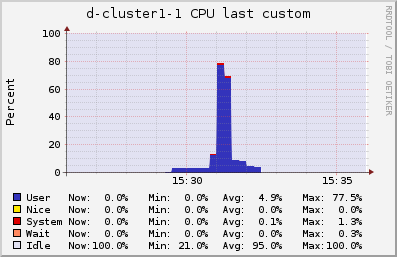 d-cluster1-1 CPU last custom
RRDTOOL / TOBI OETIKER
Percent
100
80
60
40
20
0
15:30 15:35
User Now: 0.0% Min: 0.0% Avg: 4.9% Max: 77.5%
Nice Now: 0.0% Min: 0.0% Avg: 0.0% Max: 0.0%
System Now: 0.0% Min: 0.0% Avg: 0.1% Max: 1.3%
Wait Now: 0.0% Min: 0.0% Avg: 0.0% Max: 0.3%
Idle Now:100.0% Min: 21.0% Avg: 95.0% Max:100.0%